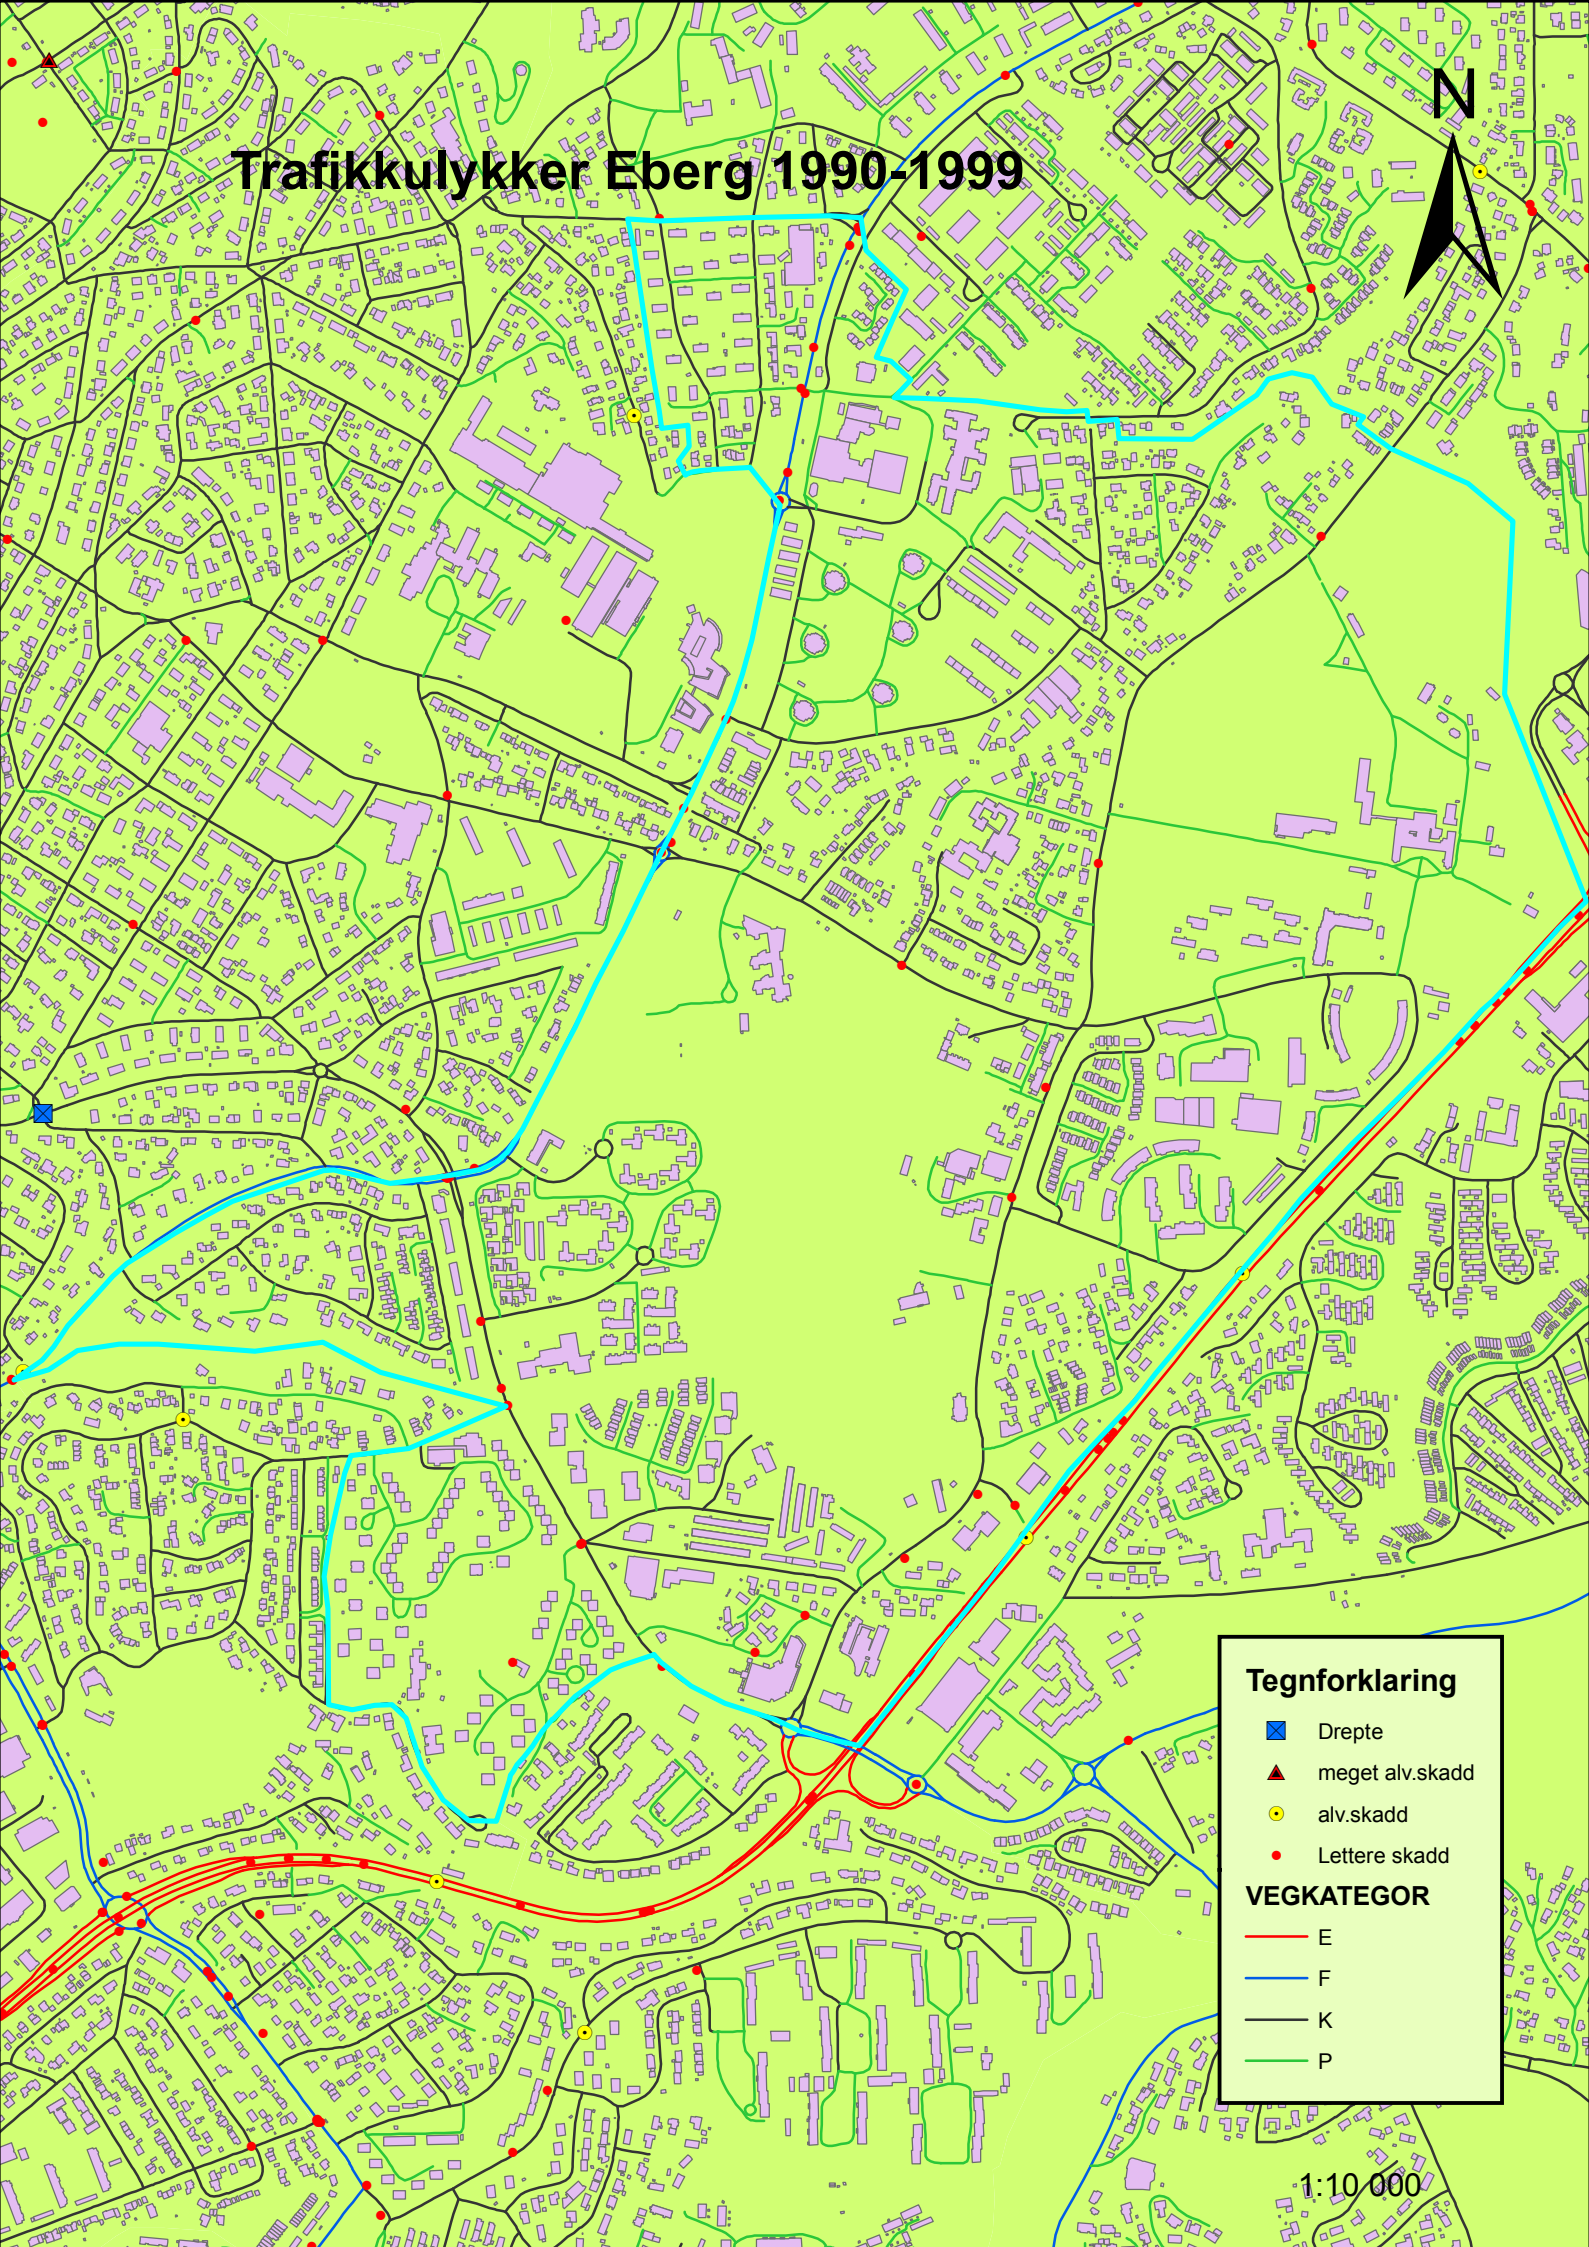 N
Trafikkulykker Eberg 1990-1999
Tegnforklaring
Drepte
meget alv.skadd
alv.skadd
Lettere skadd
VEGKATEGOR
E
F
K
P
1:10 000